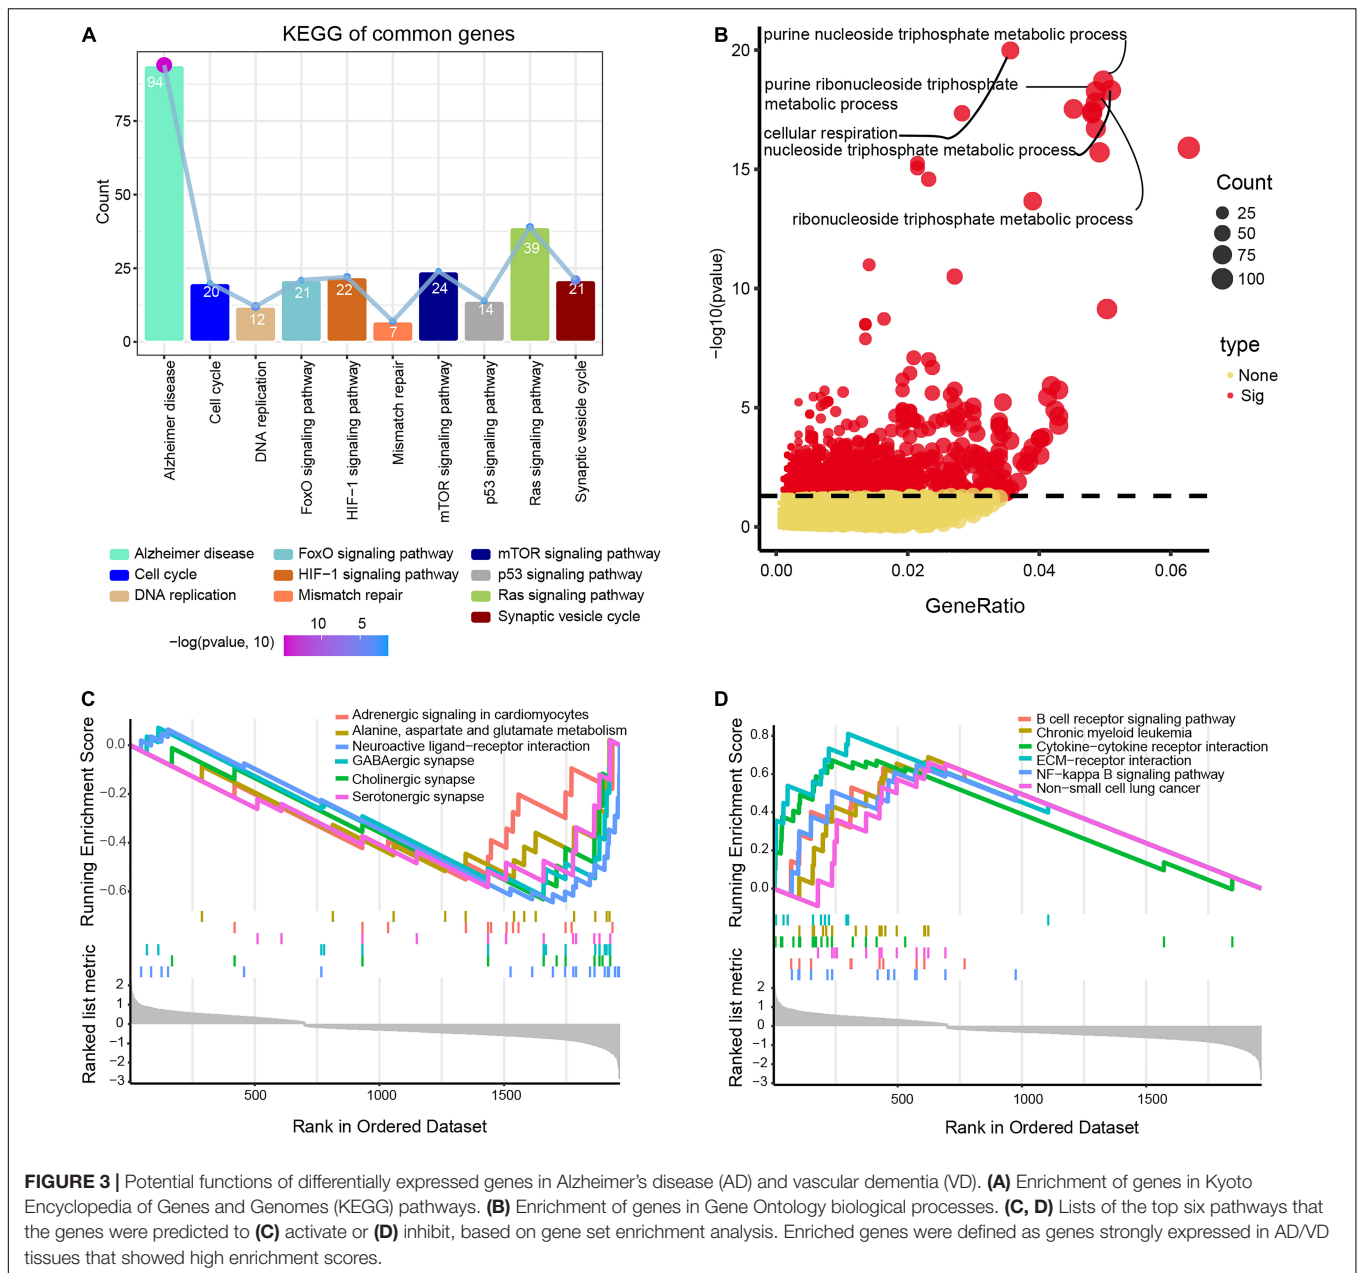 A
KEGG of common genes
Count
75
50
25
0
94
20
12
21
22
7
24
14
39
21
Alzheimer disease
Cell cycle
DNA replication
FoxO signaling pathway
HIF−1 signaling pathway
Mismatch repair
mTOR signaling pathway
p53 signaling pathway
Ras signaling pathway
Synaptic vesicle cycle
Alzheimer disease
FoxO signaling pathway
mTOR signaling pathway
Cell cycle
HIF−1 signaling pathway
p53 signaling pathway
DNA replication
Mismatch repair
Ras signaling pathway
Synaptic vesicle cycle
−log(pvalue, 10)
10
5
B
−log10(pvalue)
20
15
10
5
0
purine nucleoside triphosphate metabolic process
purine ribonucleoside triphosphate
metabolic process
cellular respiration
nucleoside triphosphate metabolic process
ribonucleoside triphosphate metabolic process
0.00
0.02
0.04
0.06
GeneRatio
Count
25
50
75
100
type
None
Sig
C
Running Enrichment Score
0.0
−0.2
−0.4
−0.6
Adrenergic signaling in cardiomyocytes
Alanine, aspartate and glutamate metabolism
Neuroactive ligand−receptor interaction
GABAergic synapse
Cholinergic synapse
Serotonergic synapse
Ranked list metric
2
1
0
−1
−2
−3
500
1000
1500
Rank in Ordered Dataset
D
Running Enrichment Score
0.8
0.6
0.4
0.2
0.0
B cell receptor signaling pathway
Chronic myeloid leukemia
Cytokine−cytokine receptor interaction
ECM−receptor interaction
NF−kappa B signaling pathway
Non−small cell lung cancer
Ranked list metric
2
1
0
−1
−2
−3
500
1000
1500
Rank in Ordered Dataset
FIGURE 3 | Potential functions of differentially expressed genes in Alzheimer's disease (AD) and vascular dementia (VD). (A) Enrichment of genes in Kyoto
Encyclopedia of Genes and Genomes (KEGG) pathways. (B) Enrichment of genes in Gene Ontology biological processes. (C, D) Lists of the top six pathways that
the genes were predicted to (C) activate or (D) inhibit, based on gene set enrichment analysis. Enriched genes were defined as genes strongly expressed in AD/VD
tissues that showed high enrichment scores.